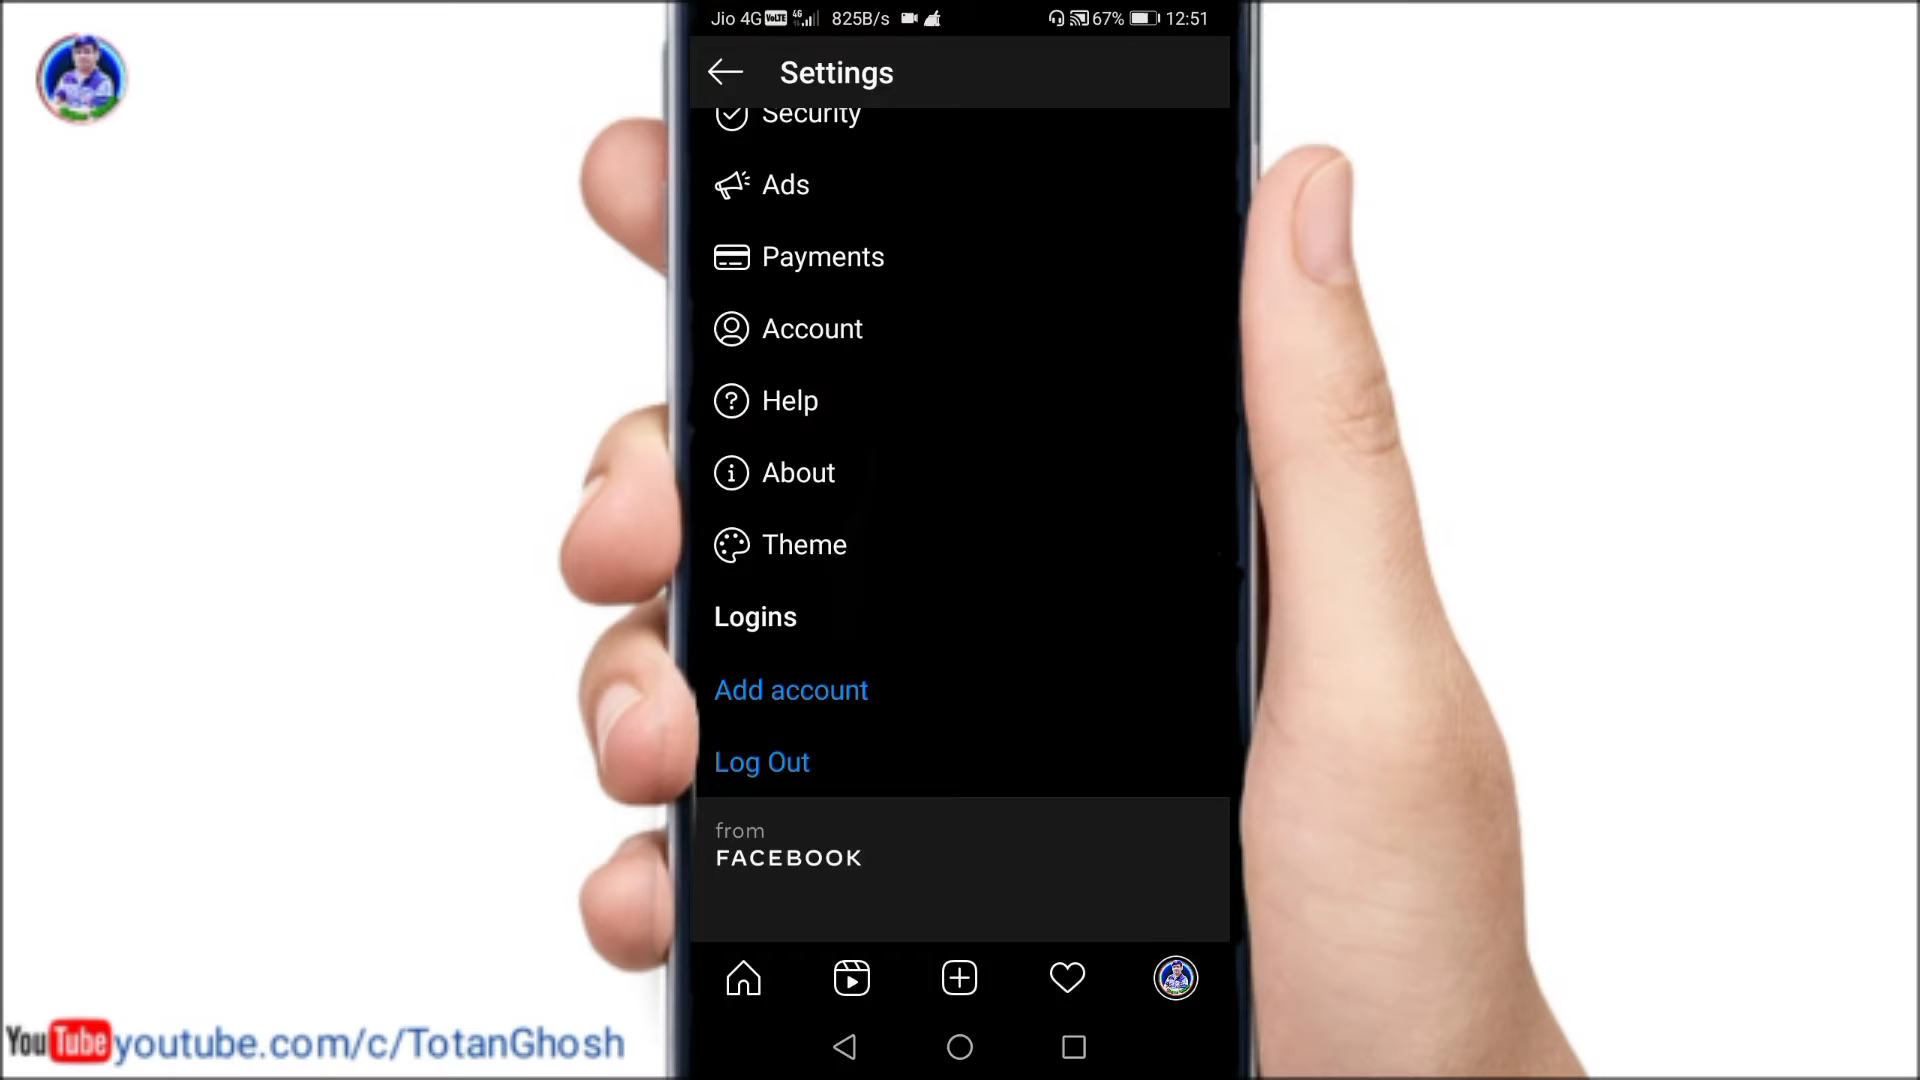 Jio 4G VoLTE 4G 825B/s 67% 12:51
Settings
Security
Ads
Payments
Account
Help
About
Theme
Logins
Add account
Log Out
from
FACEBOOK
YouTube youtube.com/c/TotanGhosh